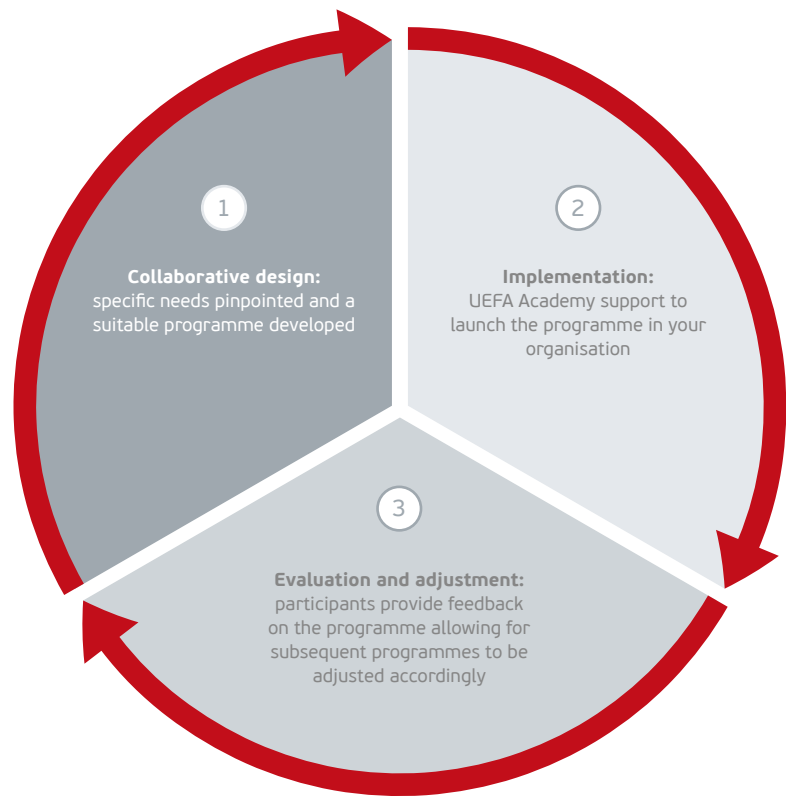 1
Collaborative design:
specific needs pinpointed and a
suitable programme developed
2
Implementation:
UEFA Academy support to
launch the programme in your
organisation
3
Evaluation and adjustment:
participants provide feedback
on the programme allowing for
subsequent programmes to be
adjusted accordingly